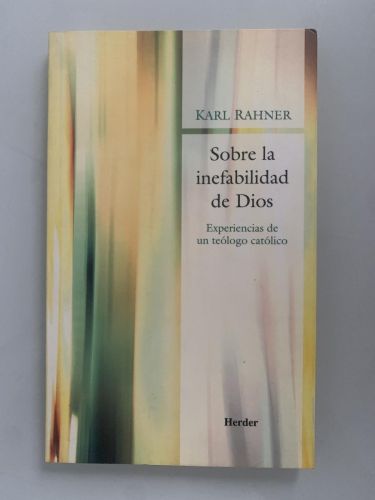 KARL RAHNER
Sobre la
inefabilidad
de Dios
Experiencias de
un teólogo católico
Herder